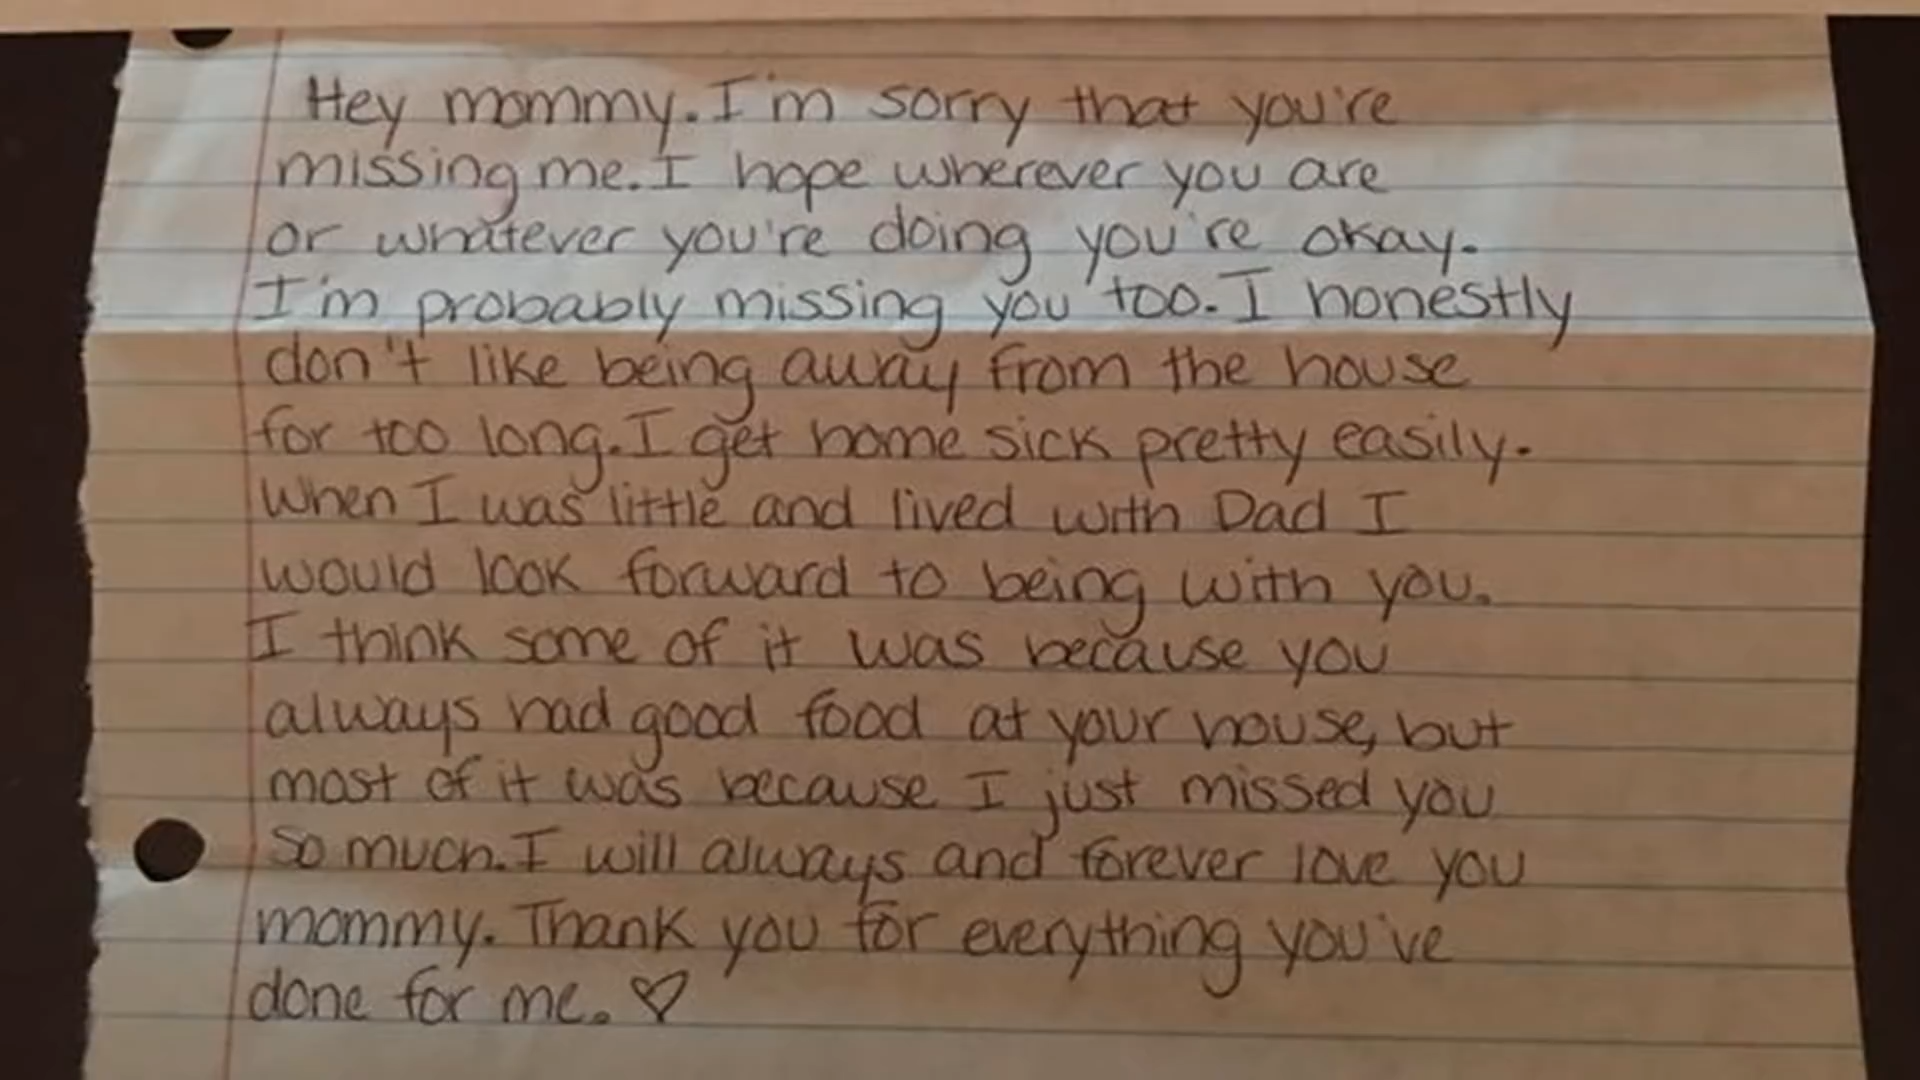 Hey mommy. I'm sorry that you're
missing me. I hope wherever you are
or whatever you're doing you're okay.
I'm probably missing you too. I honestly
don't like being away from the house
for too long. I get home sick pretty easily.
When I was little and lived with Dad I
would look forward to being with you.
I think some of it was because you
always had good food at your house, but
most of it was because I just missed you
so much. I will always and forever love you
mommy. Thank you for everything you've
done for me. ♡